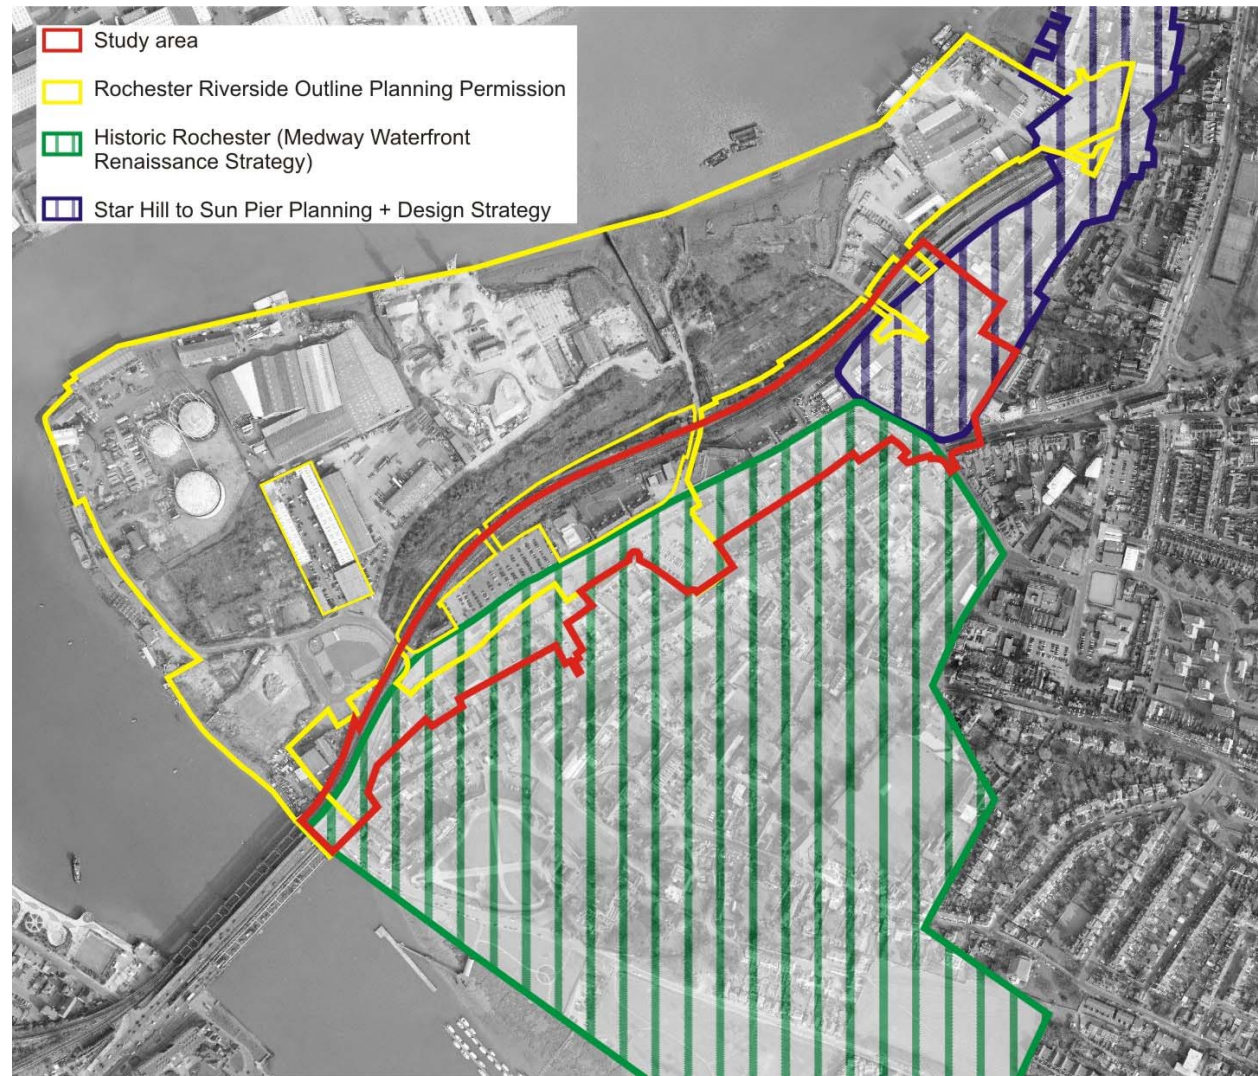 Study area
Rochester Riverside Outline Planning Permission
Historic Rochester (Medway Waterfront
Renaissance Strategy)
Star Hill to Sun Pier Planning + Design Strategy